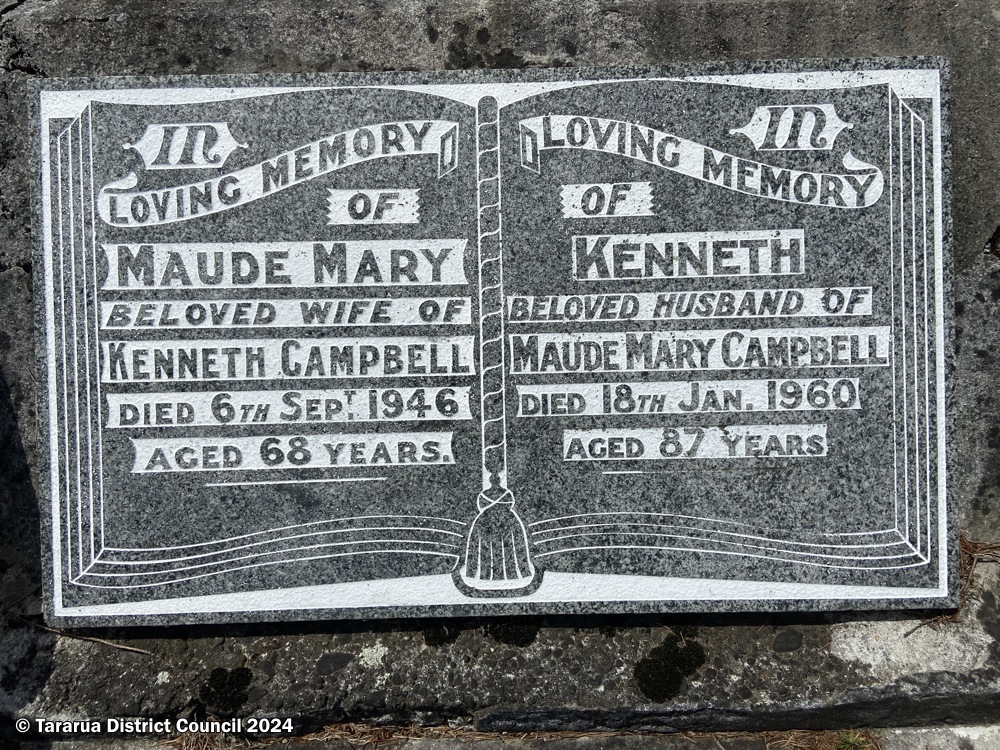 IN
LOVING MEMORY
OF
MAUDE MARY
BELOVED WIFE OF
KENNETH CAMPBELL
DIED 6TH SEPT. 1946
AGED 68 YEARS.
IN
LOVING MEMORY
OF
KENNETH
BELOVED HUSBAND OF
MAUDE MARY CAMPBELL
DIED 18TH JAN. 1960
AGED 87 YEARS
© Tararua District Council 2024